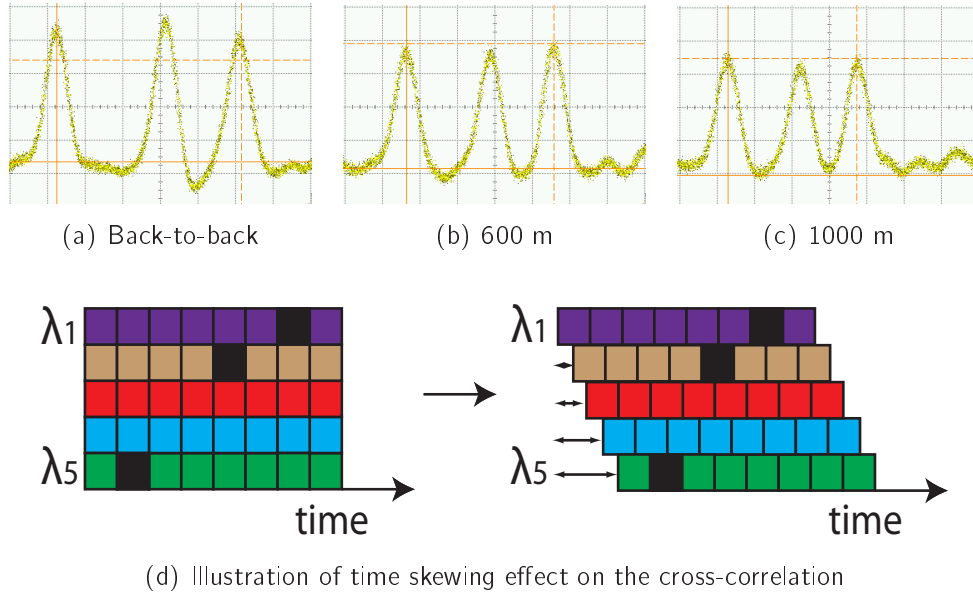 (a) Back-to-back
(b) 600 m
(c) 1000 m
λ1
λ5
time
λ1
λ5
time
(d) Illustration of time skewing effect on the cross-correlation